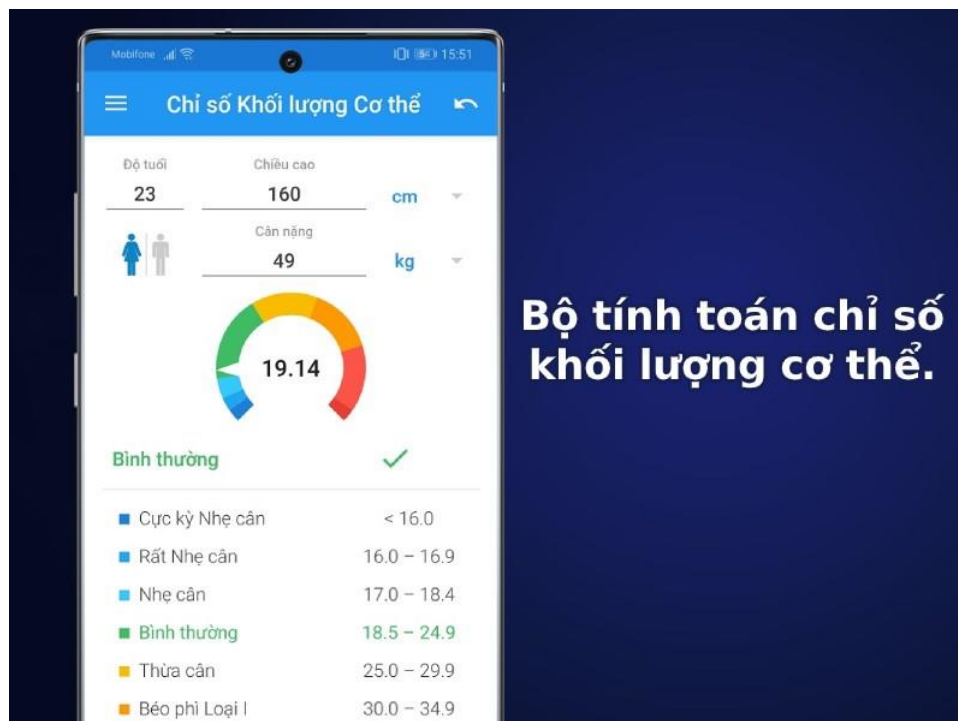 Mobifone 54 15:51
Chỉ số Khối lượng Cơ thể
Độ tuổi Chiều cao
23 160 cm
Cân nặng
49 kg
19.14
Bình thường
Cực kỳ Nhẹ cân < 16.0
Rất Nhẹ cân 16.0 – 16.9
Nhẹ cân 17.0 – 18.4
Bình thường 18.5 – 24.9
Thừa cân 25.0 – 29.9
Béo phì Loại I 30.0 – 34.9
Bộ tính toán chỉ số
khối lượng cơ thể.